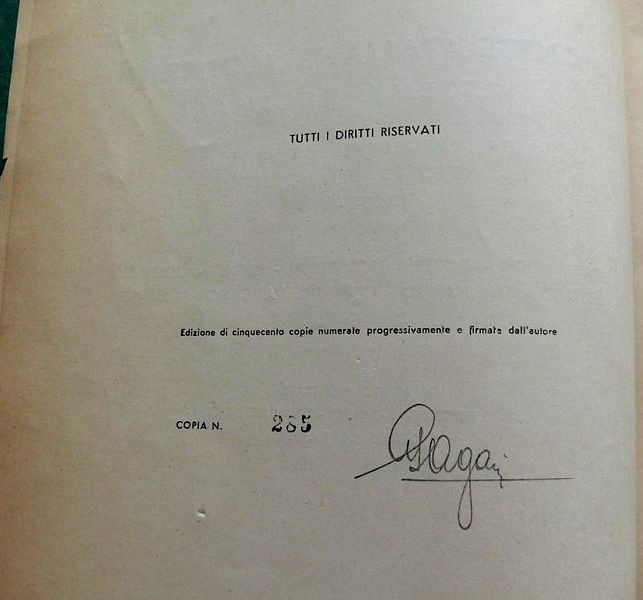 TUTTI I DIRITTI RISERVATI
Edizione di cinquecento copie numerate progressivamente e firmate dall'autore
COPIA N. 285